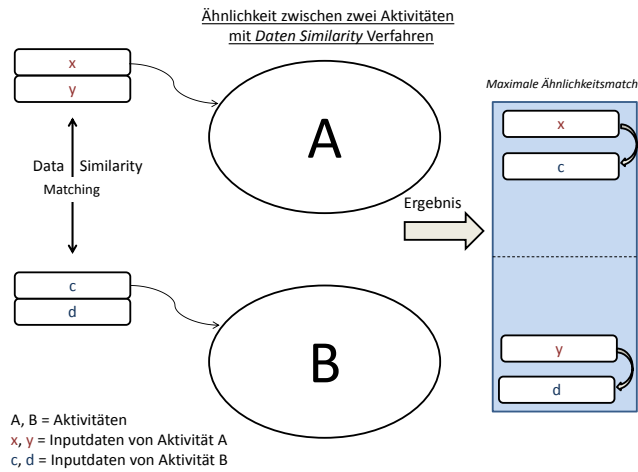 Ähnlichkeit zwischen zwei Aktivitäten
mit Daten Similarity Verfahren
x
y
A
Maximale Ähnlichkeitsmatch
x
c
Data Similarity
Matching
Ergebnis
c
d
B
y
d
A, B = Aktivitäten
x, y = Inputdaten von Aktivität A
c, d = Inputdaten von Aktivität B